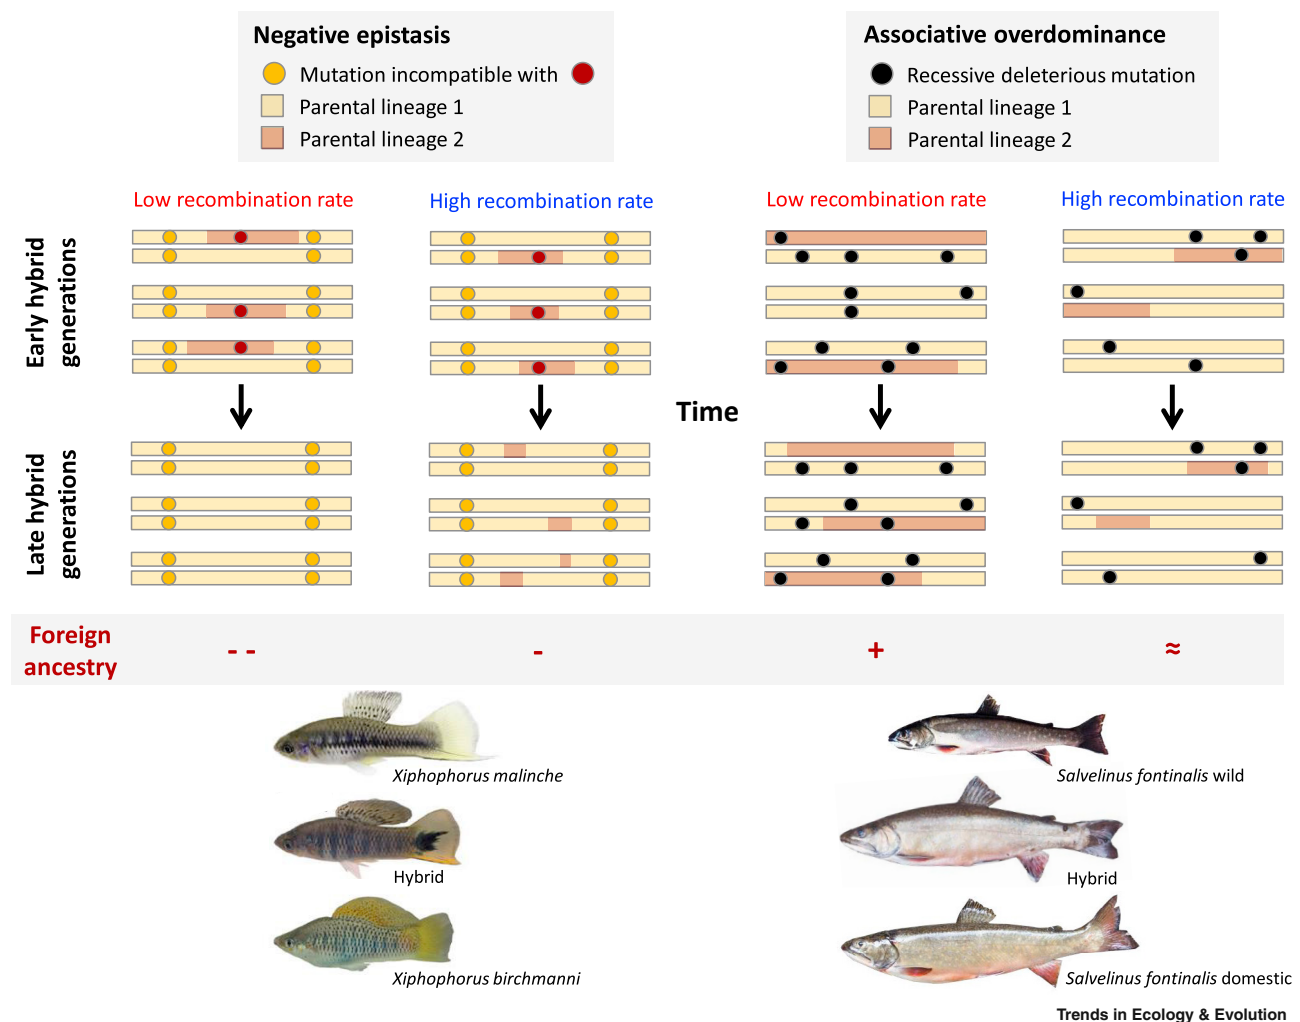 Negative epistasis
Mutation incompatible with
Parental lineage 1
Parental lineage 2
Associative overdominance
Recessive deleterious mutation
Parental lineage 1
Parental lineage 2
Low recombination rate
High recombination rate
Low recombination rate
High recombination rate
Early hybrid
generations
Time
Late hybrid
generations
Foreign
ancestry
- -
-
+
≈
Xiphophorus malinche
Hybrid
Xiphophorus birchmanni
Salvelinus fontinalis wild
Hybrid
Salvelinus fontinalis domestic
Trends in Ecology & Evolution